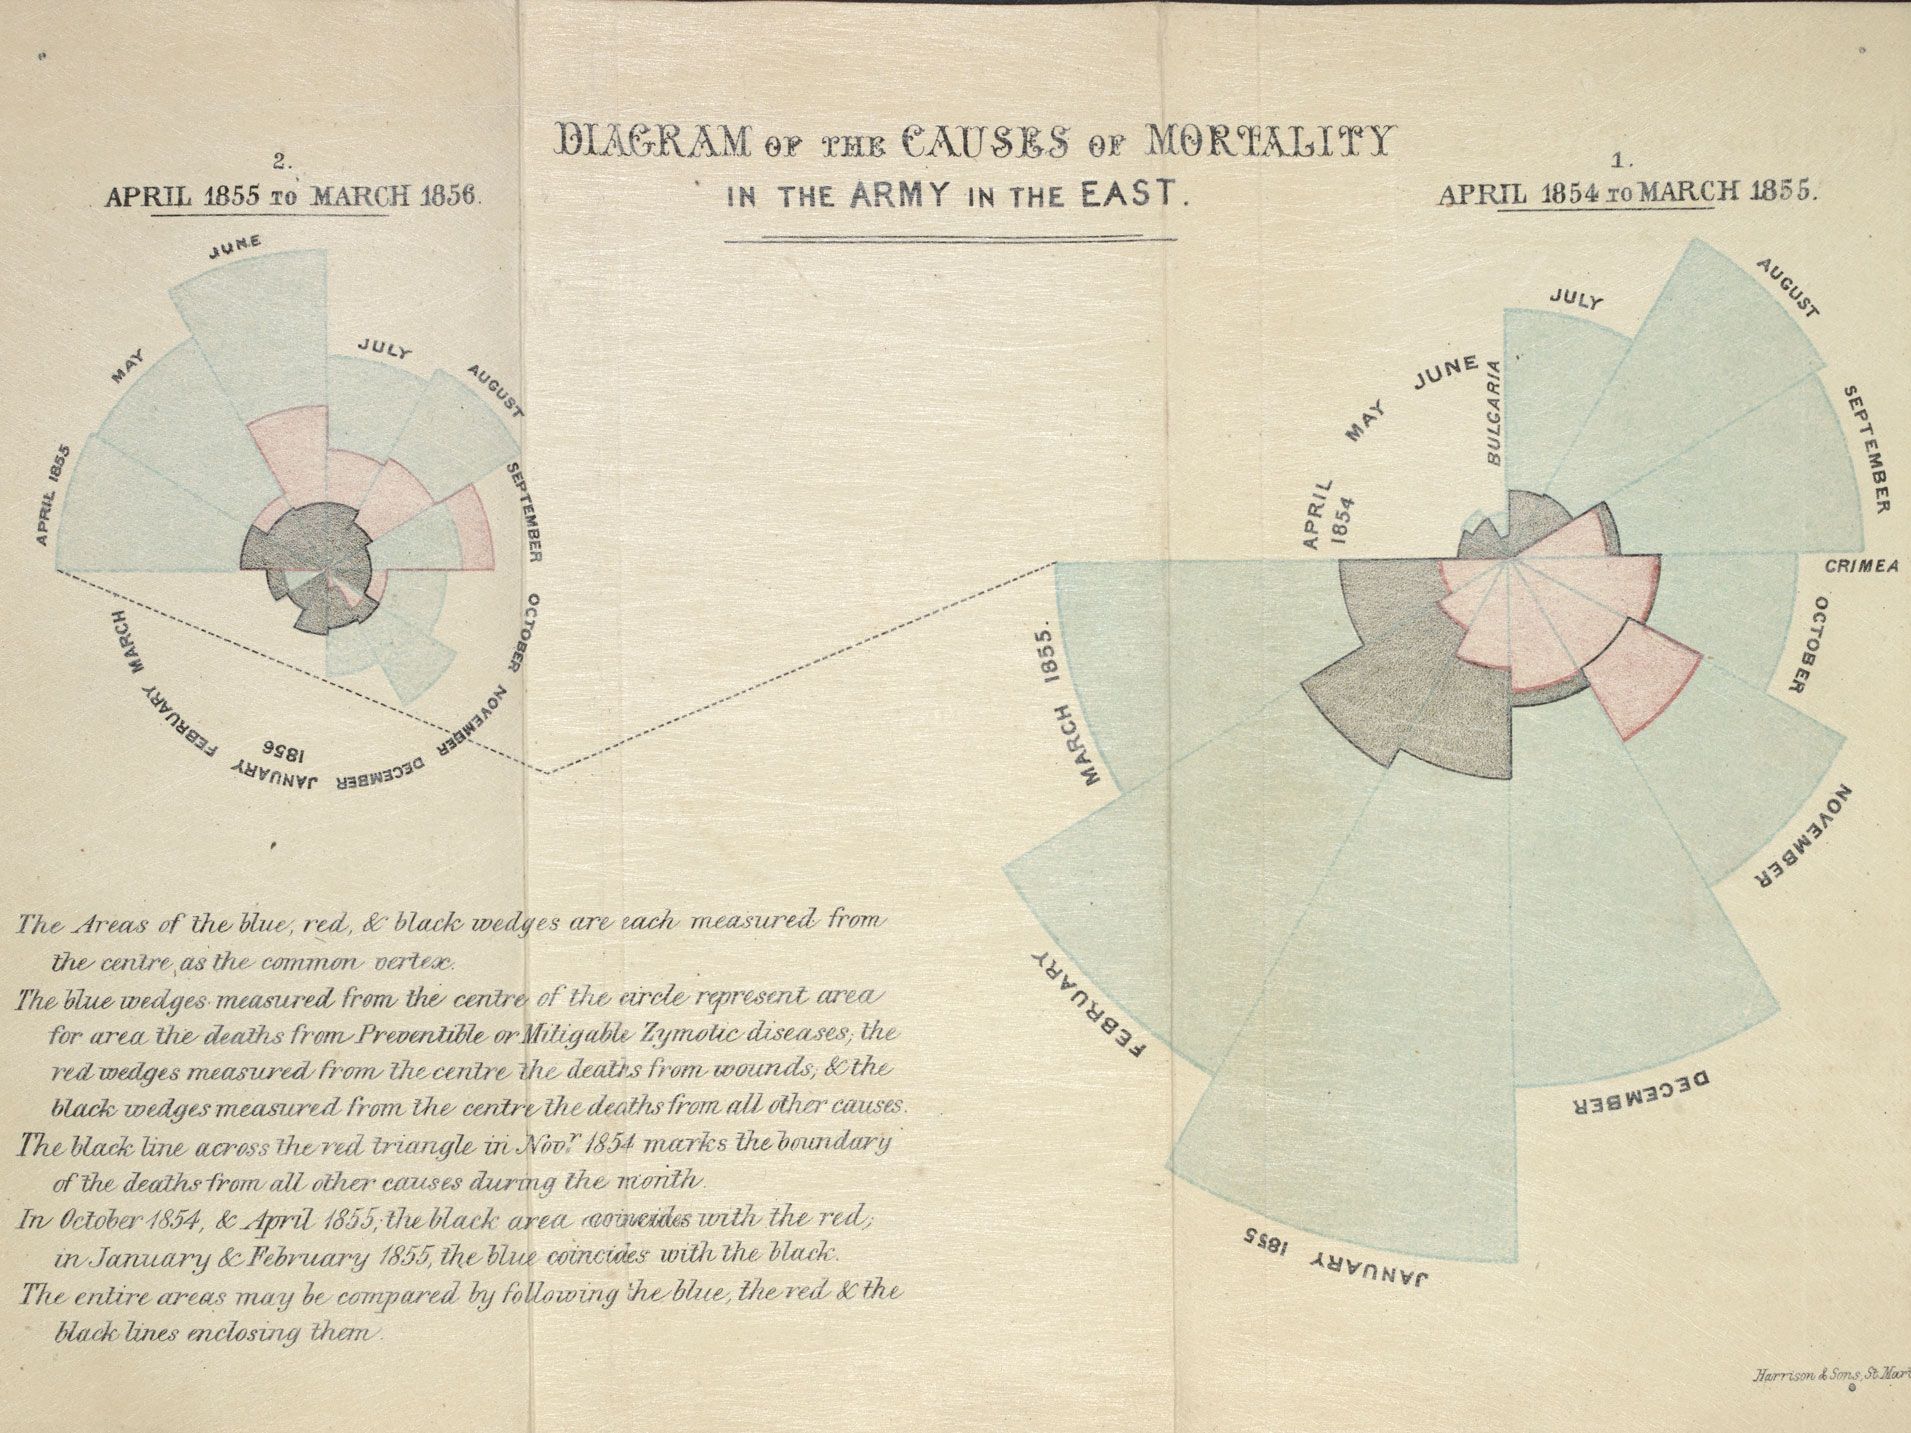 DIAGRAM OF THE CAUSES OF MORTALITY
IN THE ARMY IN THE EAST.
2.
APRIL 1855 TO MARCH 1856.
1.
APRIL 1854 TO MARCH 1855.
APRIL 1855
MAY
JUNE
JULY
AUGUST
SEPTEMBER
OCTOBER
NOVEMBER
DECEMBER
JANUARY
1856
FEBRUARY
MARCH
APRIL
1854
MAY
JUNE
BULGARIA
JULY
AUGUST
SEPTEMBER
CRIMEA
OCTOBER
NOVEMBER
DECEMBER
JANUARY 1855
FEBRUARY
MARCH 1855.
The Areas of the blue, red, & black wedges are each measured from
the centre as the common vertex.
The blue wedges measured from the centre of the circle represent area
for area the deaths from Preventible or Mitigable Zymotic diseases; the
red wedges measured from the centre the deaths from wounds; & the
black wedges measured from the centre the deaths from all other causes.
The black line across the red triangle in Novr. 1854 marks the boundary
of the deaths from all other causes during the month.
In October 1854, & April 1855; the black area coincides with the red;
in January & February 1855, the blue coincides with the black.
The entire areas may be compared by following the blue, the red & the
black lines enclosing them.
Harrison & Sons, St. Mart